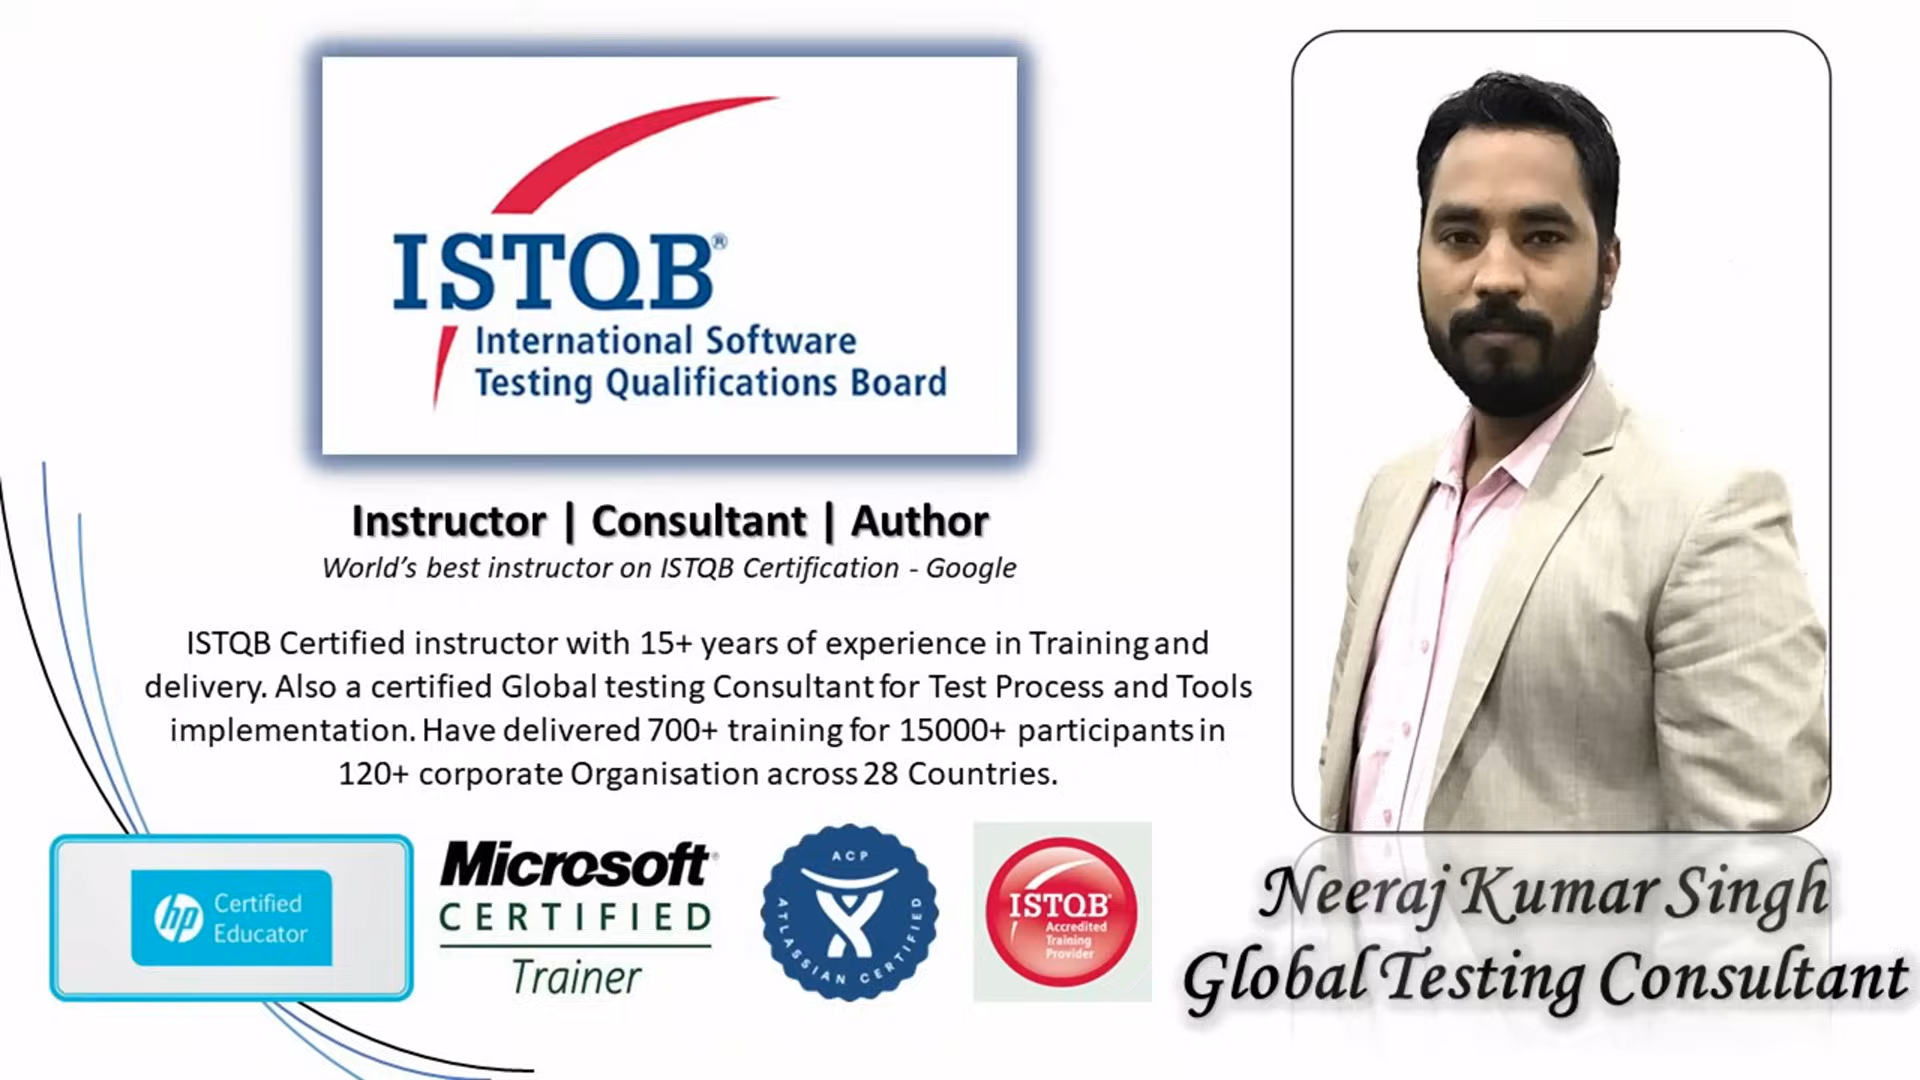 ISTQB®
International Software
Testing Qualifications Board
Instructor | Consultant | Author
World's best instructor on ISTQB Certification - Google
ISTQB Certified instructor with 15+ years of experience in Training and
delivery. Also a certified Global testing Consultant for Test Process and Tools
implementation. Have delivered 700+ training for 15000+ participants in
120+ corporate Organisation across 28 Countries.
hp
Certified
Educator
Microsoft®
CERTIFIED
Trainer
ACP
ATLASSIAN CERTIFIED
ISTQB®
Accredited
Training
Provider
Neeraj Kumar Singh
Global Testing Consultant